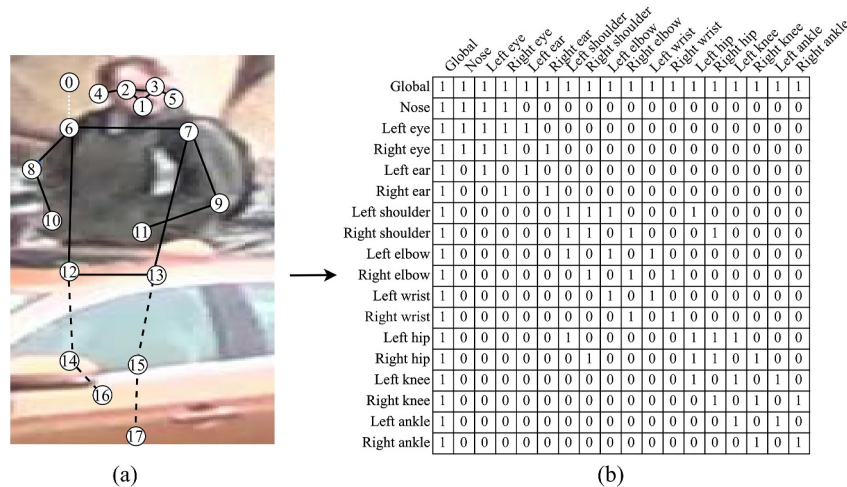 0
4 2 3 5
1
6 7
8
9
10
11
12 13
14 15
16
17
(a)
Global Nose Left eye Right eye Left ear Right ear Left shoulder Right shoulder Left elbow Right elbow Left wrist Right wrist Left hip Right hip Left knee Right knee Left ankle Right ankle
Global 1 1 1 1 1 1 1 1 1 1 1 1 1 1 1 1 1 1
Nose 1 1 1 1 0 0 0 0 0 0 0 0 0 0 0 0 0 0
Left eye 1 1 1 1 1 0 0 0 0 0 0 0 0 0 0 0 0 0
Right eye 1 1 1 1 0 1 0 0 0 0 0 0 0 0 0 0 0 0
Left ear 1 0 1 0 1 0 0 0 0 0 0 0 0 0 0 0 0 0
Right ear 1 0 0 1 0 1 0 0 0 0 0 0 0 0 0 0 0 0
Left shoulder 1 0 0 0 0 0 1 1 1 0 0 0 1 0 0 0 0 0
Right shoulder 1 0 0 0 0 0 1 1 0 1 0 0 0 1 0 0 0 0
Left elbow 1 0 0 0 0 0 1 0 1 0 1 0 0 0 0 0 0 0
Right elbow 1 0 0 0 0 0 0 1 0 1 0 1 0 0 0 0 0 0
Left wrist 1 0 0 0 0 0 0 0 1 0 1 0 0 0 0 0 0 0
Right wrist 1 0 0 0 0 0 0 0 0 1 0 1 0 0 0 0 0 0
Left hip 1 0 0 0 0 0 1 0 0 0 0 0 1 1 1 0 0 0
Right hip 1 0 0 0 0 0 0 1 0 0 0 0 1 1 0 1 0 0
Left knee 1 0 0 0 0 0 0 0 0 0 0 0 1 0 1 0 1 0
Right knee 1 0 0 0 0 0 0 0 0 0 0 0 0 1 0 1 0 1
Left ankle 1 0 0 0 0 0 0 0 0 0 0 0 0 0 1 0 1 0
Right ankle 1 0 0 0 0 0 0 0 0 0 0 0 0 0 0 1 0 1
(b)